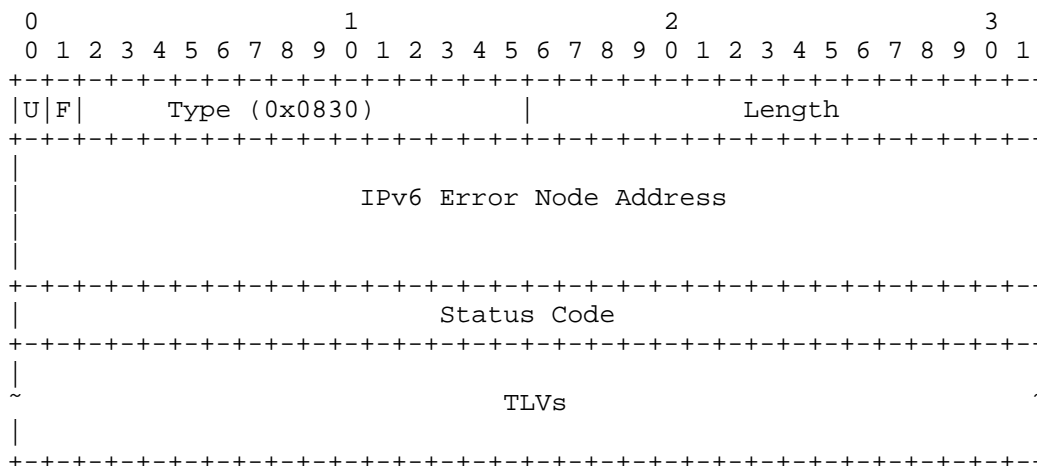 0                   1                   2                   3
 0 1 2 3 4 5 6 7 8 9 0 1 2 3 4 5 6 7 8 9 0 1 2 3 4 5 6 7 8 9 0 1
+-+-+-+-+-+-+-+-+-+-+-+-+-+-+-+-+-+-+-+-+-+-+-+-+-+-+-+-+-+-+-+--
|U|F|     Type (0x0830)         |             Length
+-+-+-+-+-+-+-+-+-+-+-+-+-+-+-+-+-+-+-+-+-+-+-+-+-+-+-+-+-+-+-+--
|
|                     IPv6 Error Node Address
|
|
+-+-+-+-+-+-+-+-+-+-+-+-+-+-+-+-+-+-+-+-+-+-+-+-+-+-+-+-+-+-+-+--
|                          Status Code
+-+-+-+-+-+-+-+-+-+-+-+-+-+-+-+-+-+-+-+-+-+-+-+-+-+-+-+-+-+-+-+--
|
~                              TLVs                             ~
|
+-+-+-+-+-+-+-+-+-+-+-+-+-+-+-+-+-+-+-+-+-+-+-+-+-+-+-+-+-+-+-+--